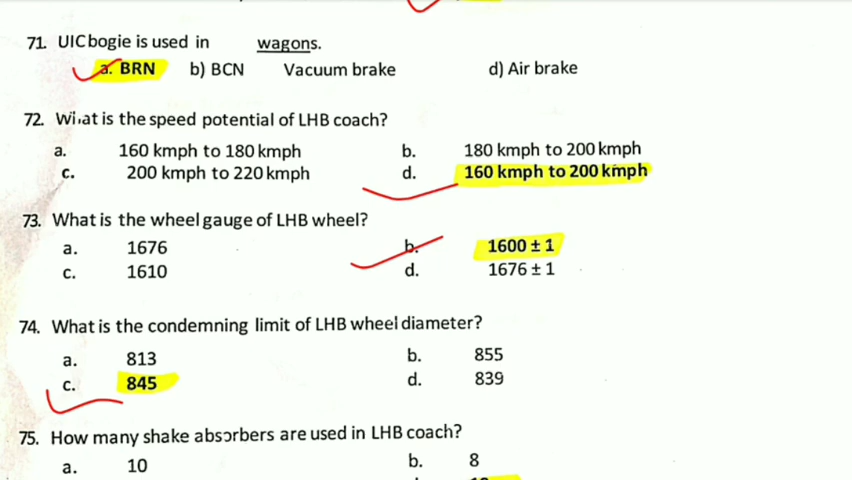 71. UIC bogie is used in wagons.
a. BRN b) BCN Vacuum brake d) Air brake
72. What is the speed potential of LHB coach?
a. 160 kmph to 180 kmph b. 180 kmph to 200 kmph
c. 200 kmph to 220 kmph d. 160 kmph to 200 kmph
73. What is the wheel gauge of LHB wheel?
a. 1676 b. 1600 ± 1
c. 1610 d. 1676 ± 1
74. What is the condemning limit of LHB wheel diameter?
a. 813 b. 855
c. 845 d. 839
75. How many shake absorbers are used in LHB coach?
a. 10 b. 8